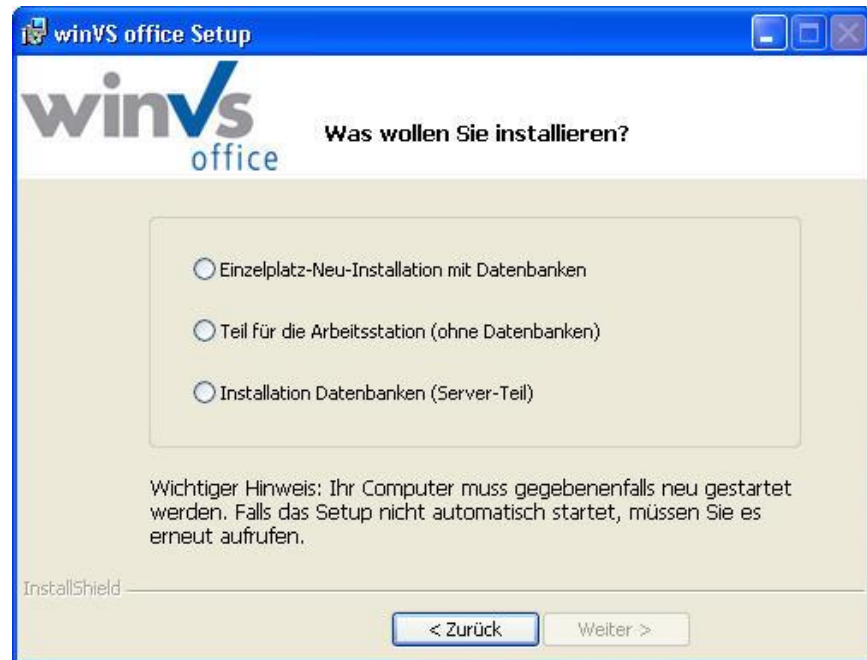 winVS office Setup
winVS
office
Was wollen Sie installieren?
Einzelplatz-Neu-Installation mit Datenbanken
Teil für die Arbeitsstation (ohne Datenbanken)
Installation Datenbanken (Server-Teil)
Wichtiger Hinweis: Ihr Computer muss gegebenenfalls neu gestartet
werden. Falls das Setup nicht automatisch startet, müssen Sie es
erneut aufrufen.
InstallShield
< Zurück
Weiter >